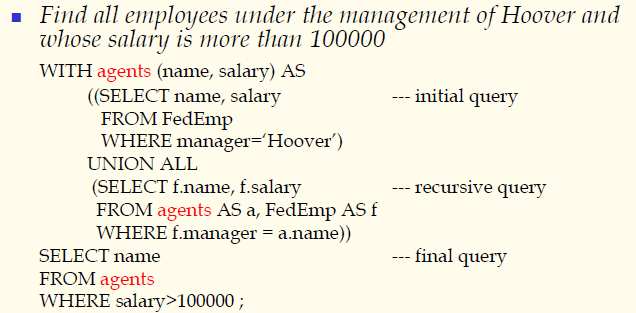 Find all employees under the management of Hoover and
whose salary is more than 100000
WITH agents (name, salary) AS
((SELECT name, salary --- initial query
FROM FedEmp
WHERE manager=‘Hoover’)
UNION ALL
(SELECT f.name, f.salary --- recursive query
FROM agents AS a, FedEmp AS f
WHERE f.manager = a.name))
SELECT name --- final query
FROM agents
WHERE salary>100000 ;